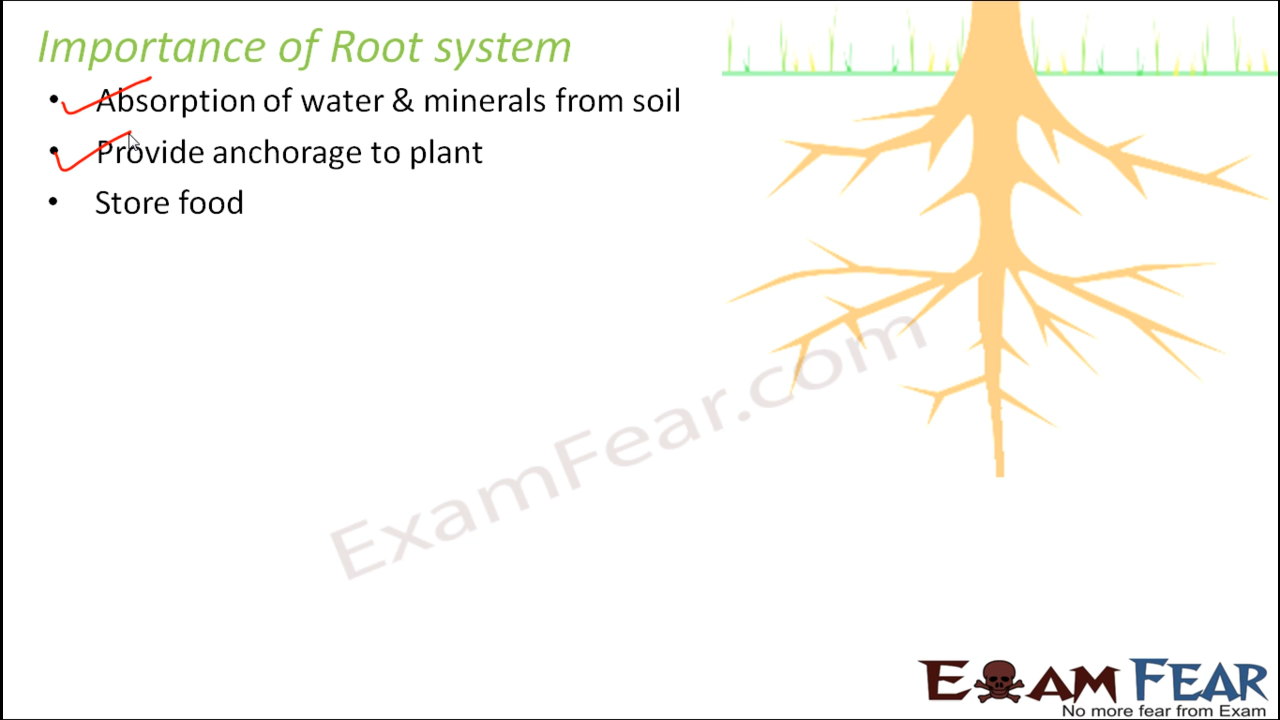 Importance of Root system
• Absorption of water & minerals from soil
• Provide anchorage to plant
• Store food
ExamFear.com
EXAM FEAR
No more fear from Exam